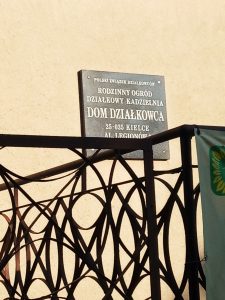 POLSKI ZWIĄZEK DZIAŁKOWCÓW
RODZINNY OGRÓD
DZIAŁKOWY KADZIELNIA
DOM DZIAŁKOWCA
25-035 KIELCE
AL. LEGIONÓW